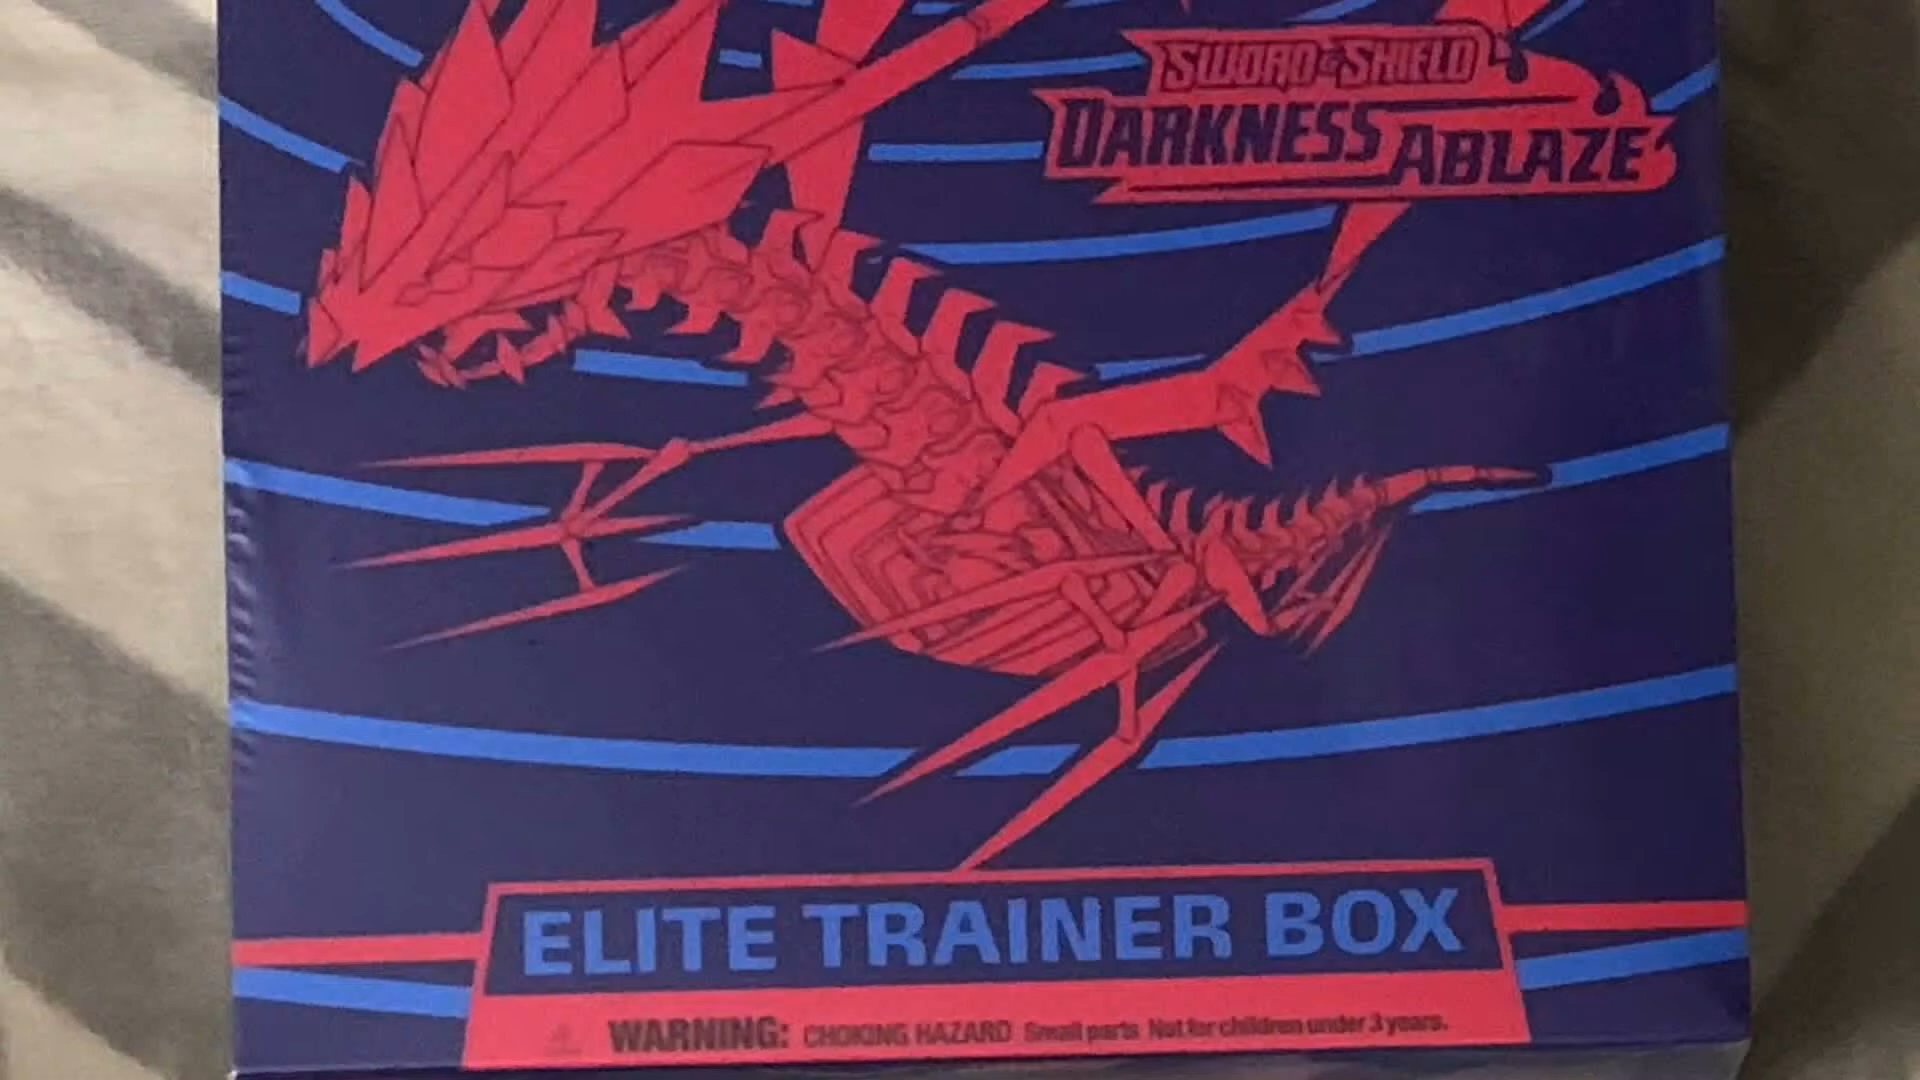 SWORD & SHIELD
DARKNESS ABLAZE
ELITE TRAINER BOX
WARNING: CHOKING HAZARD Small parts Not for children under 3 years.